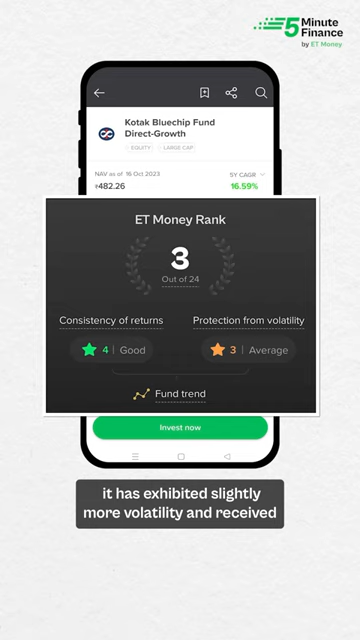 5 Minute
Finance
by ET Money
Kotak Bluechip Fund
Direct-Growth
EQUITY LARGE CAP
NAV as of 16 Oct 2023 5Y CAGR
₹482.26 16.59%
ET Money Rank
3
Out of 24
Consistency of returns Protection from volatility
4 | Good 3 | Average
Fund trend
Invest now
it has exhibited slightly
more volatility and received